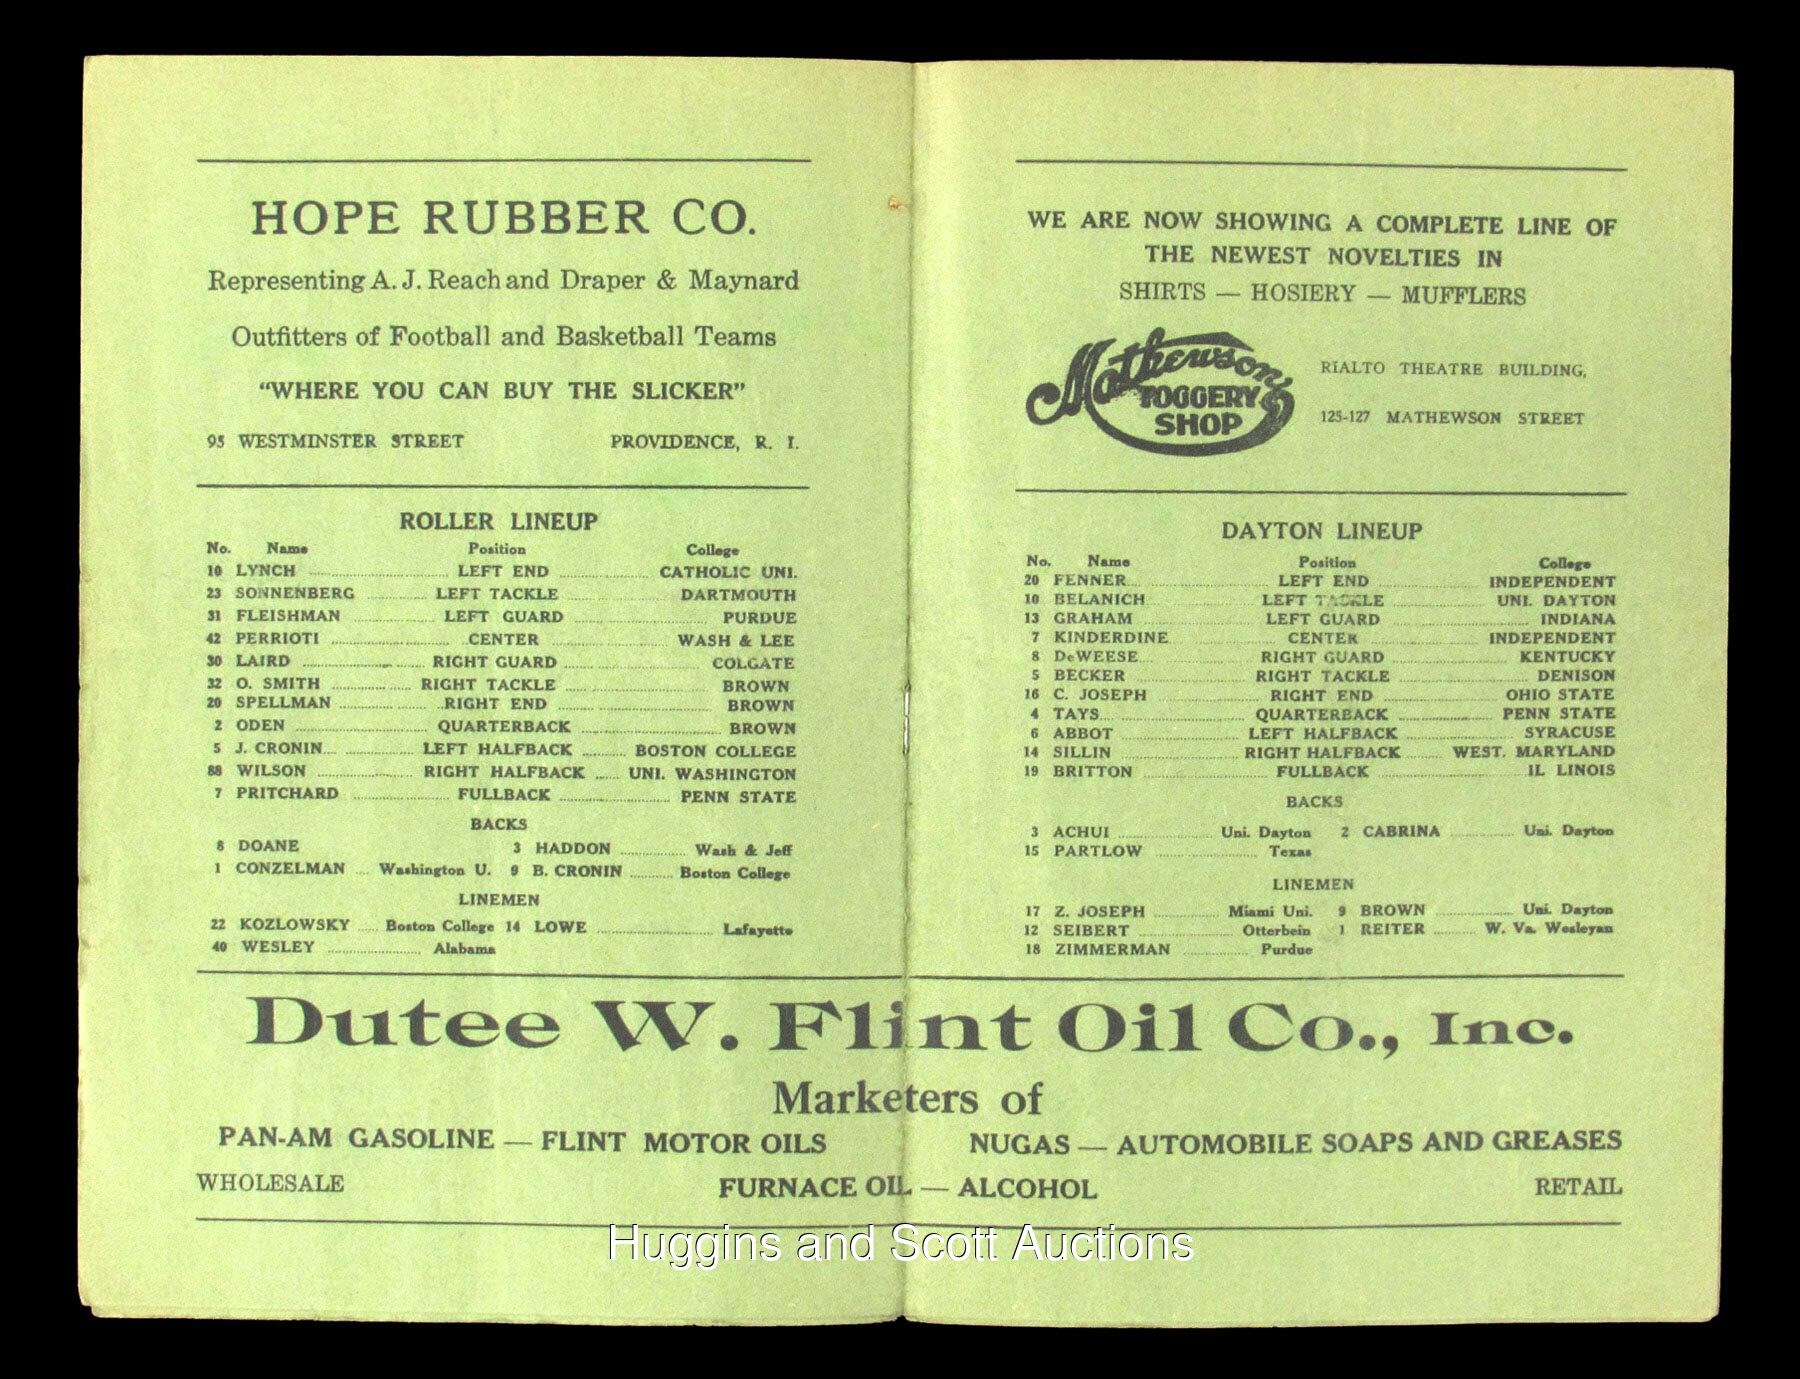 HOPE RUBBER CO.
Representing A. J. Reach and Draper & Maynard
Outfitters of Football and Basketball Teams
"WHERE YOU CAN BUY THE SLICKER"
95 WESTMINSTER STREET PROVIDENCE, R. I.
ROLLER LINEUP
No. Name Position College
10 LYNCH LEFT END CATHOLIC UNI.
23 SONNENBERG LEFT TACKLE DARTMOUTH
31 FLEISHMAN LEFT GUARD PURDUE
42 PERRIOTI CENTER WASH & LEE
30 LAIRD RIGHT GUARD COLGATE
32 O. SMITH RIGHT TACKLE BROWN
20 SPELLMAN RIGHT END BROWN
2 ODEN QUARTERBACK BROWN
5 J. CRONIN LEFT HALFBACK BOSTON COLLEGE
88 WILSON RIGHT HALFBACK UNI. WASHINGTON
7 PRITCHARD FULLBACK PENN STATE
BACKS
8 DOANE 3 HADDON Wash & Jeff
1 CONZELMAN Washington U. 9 B. CRONIN Boston College
LINEMEN
22 KOZLOWSKY Boston College 14 LOWE Lafayette
40 WESLEY Alabama
WE ARE NOW SHOWING A COMPLETE LINE OF
THE NEWEST NOVELTIES IN
SHIRTS — HOSIERY — MUFFLERS
Mathewson's
TOGGERY
SHOP
RIALTO THEATRE BUILDING,
125-127 MATHEWSON STREET
DAYTON LINEUP
No. Name Position College
20 FENNER LEFT END INDEPENDENT
10 BELANICH LEFT TACKLE UNI. DAYTON
13 GRAHAM LEFT GUARD INDIANA
7 KINDERDINE CENTER INDEPENDENT
8 DeWEESE RIGHT GUARD KENTUCKY
5 BECKER RIGHT TACKLE DENISON
16 C. JOSEPH RIGHT END OHIO STATE
4 TAYS QUARTERBACK PENN STATE
6 ABBOT LEFT HALFBACK SYRACUSE
14 SILLIN RIGHT HALFBACK WEST. MARYLAND
19 BRITTON FULLBACK IL LINOIS
BACKS
3 ACHUI Uni. Dayton 2 CABRINA Uni. Dayton
15 PARTLOW Texas
LINEMEN
17 Z. JOSEPH Miami Uni. 9 BROWN Uni. Dayton
12 SEIBERT Otterbein 1 REITER W. Va. Wesleyan
18 ZIMMERMAN Purdue
Dutee W. Flint Oil Co., Inc.
Marketers of
PAN-AM GASOLINE — FLINT MOTOR OILS NUGAS — AUTOMOBILE SOAPS AND GREASES
WHOLESALE FURNACE OIL — ALCOHOL RETAIL
Huggins and Scott Auctions